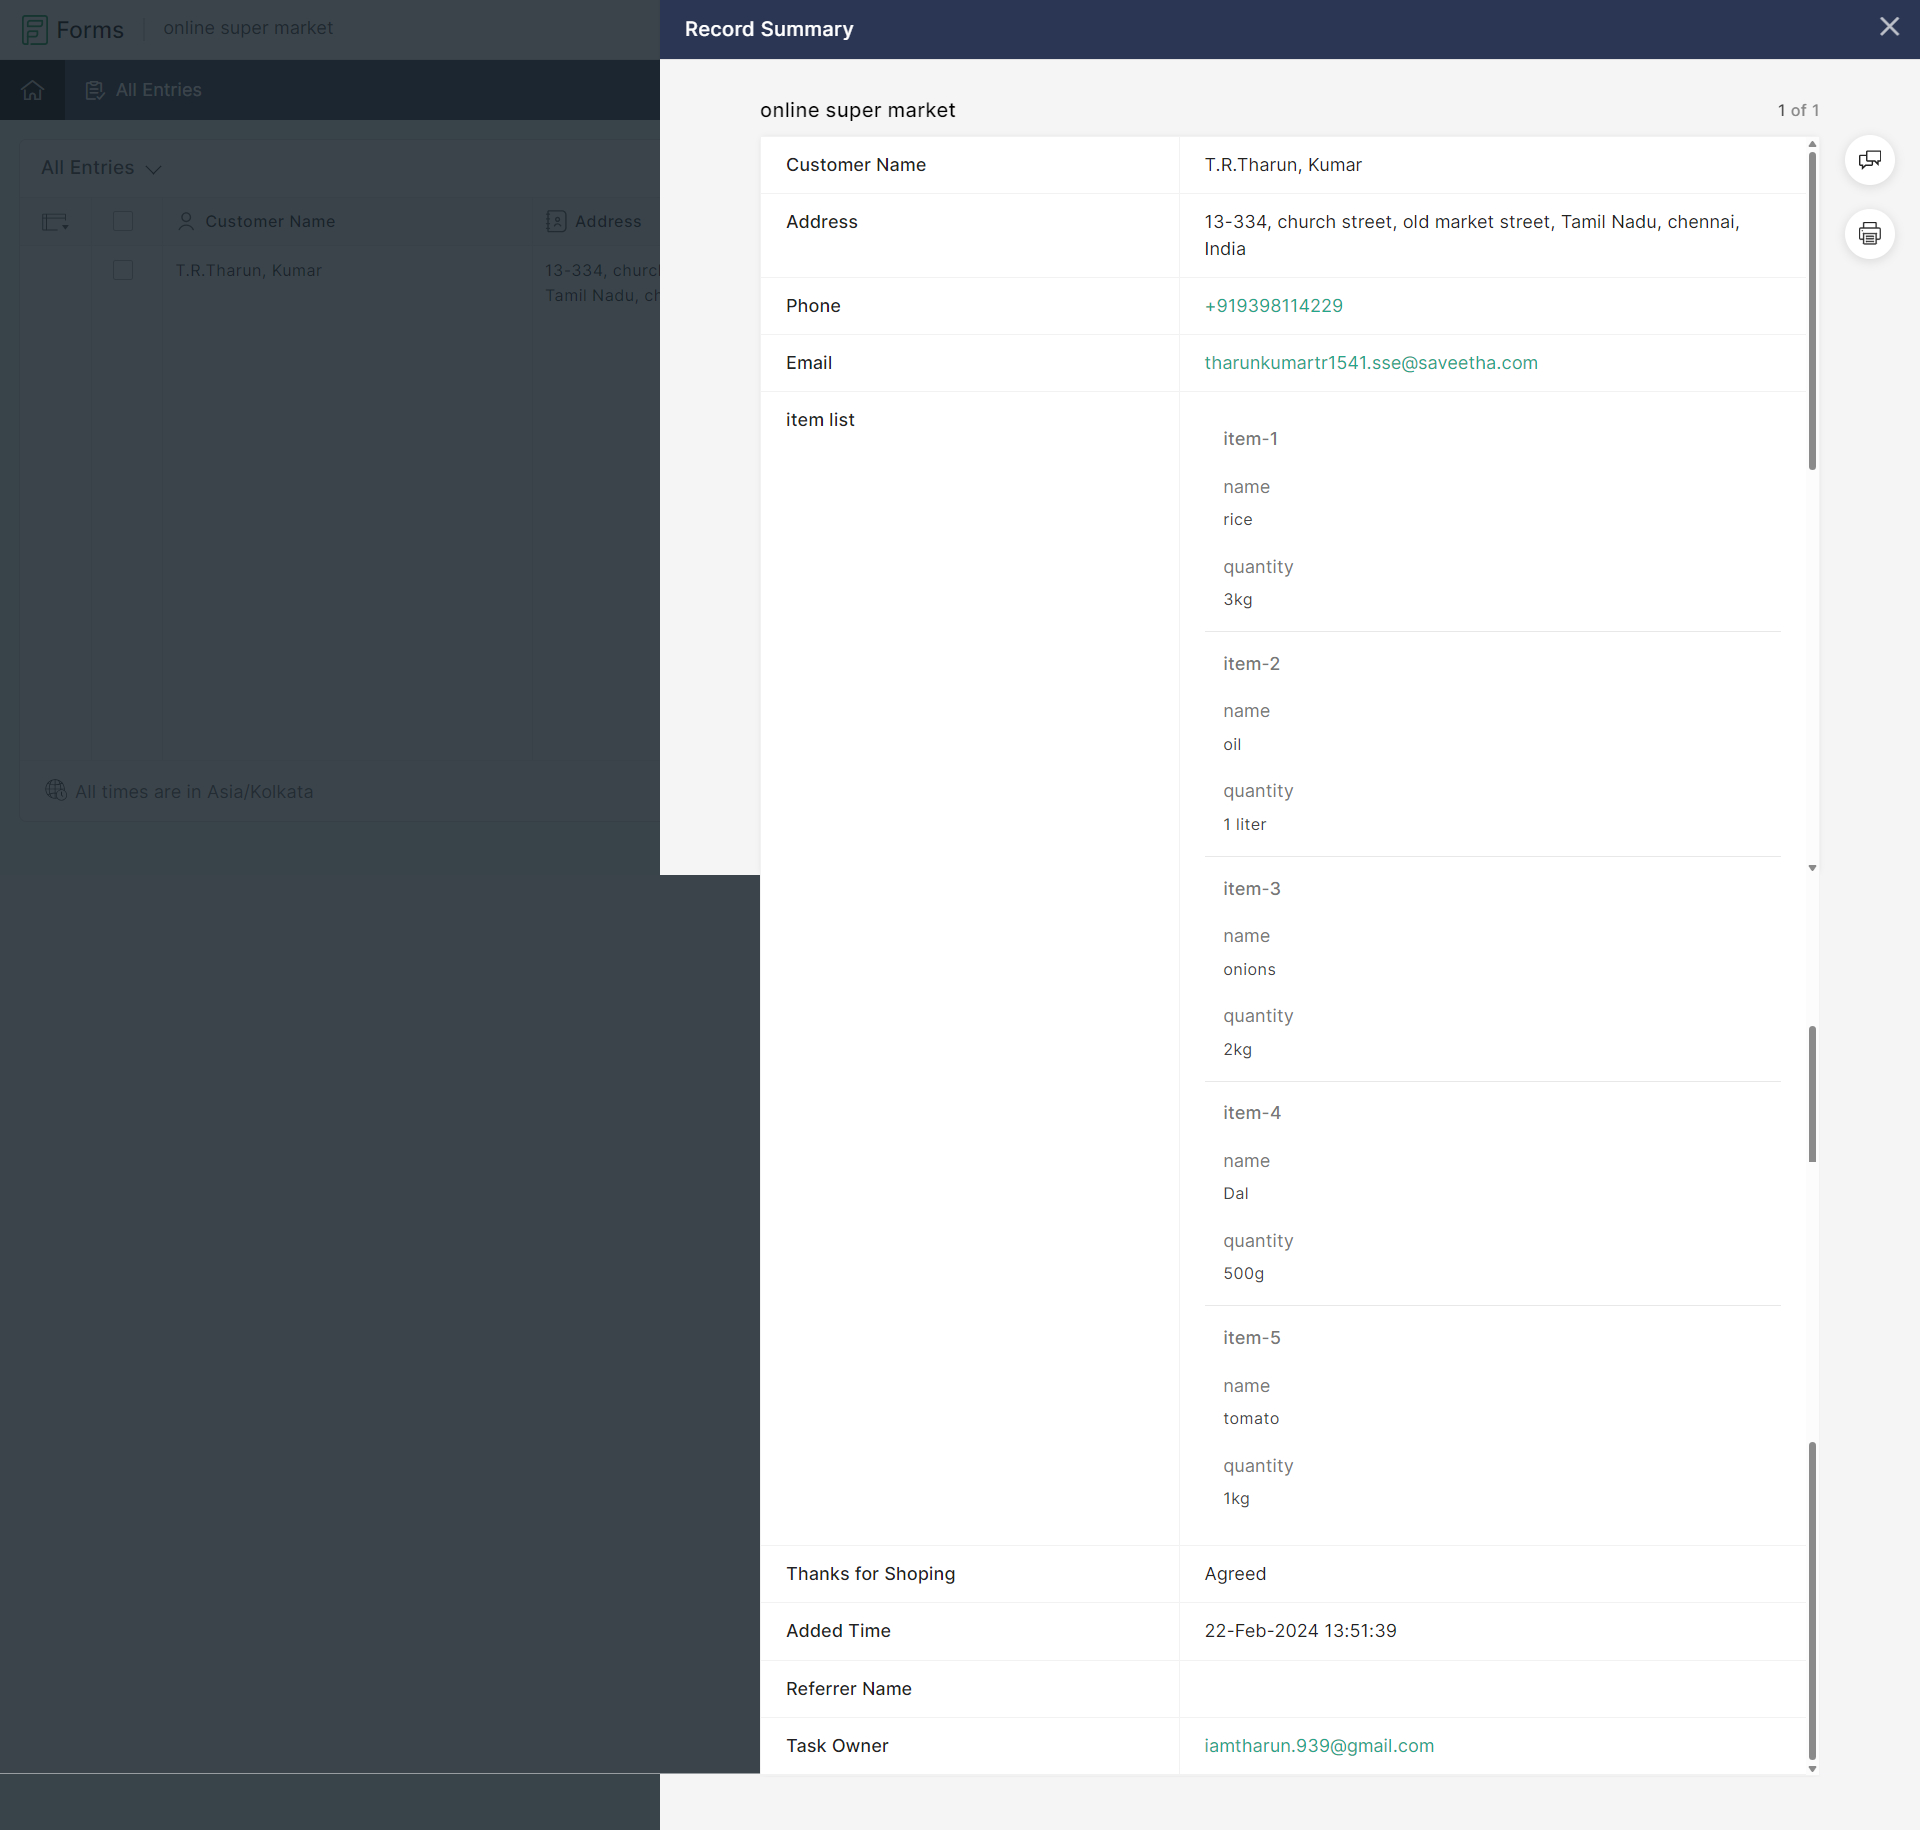 Forms
online super market
All Entries
All Entries
Customer Name
Address
T.R.Tharun, Kumar
13-334, churc
Tamil Nadu, ch
All times are in Asia/Kolkata
Record Summary
online super market
1 of 1
Customer Name
T.R.Tharun, Kumar
Address
13-334, church street, old market street, Tamil Nadu, chennai,
India
Phone
+919398114229
Email
tharunkumartr1541.sse@saveetha.com
item list
item-1
name
rice
quantity
3kg
item-2
name
oil
quantity
1 liter
item-3
name
onions
quantity
2kg
item-4
name
Dal
quantity
500g
item-5
name
tomato
quantity
1kg
Thanks for Shoping
Agreed
Added Time
22-Feb-2024 13:51:39
Referrer Name
Task Owner
iamtharun.939@gmail.com